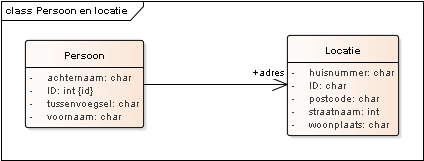 class Persoon en locatie
Persoon
- achternaam: char
- ID: int {id}
- tussenvoegsel: char
- voornaam: char
+adres
Locatie
- huisnummer: char
- ID: char
- postcode: char
- straatnaam: int
- woonplaats: char